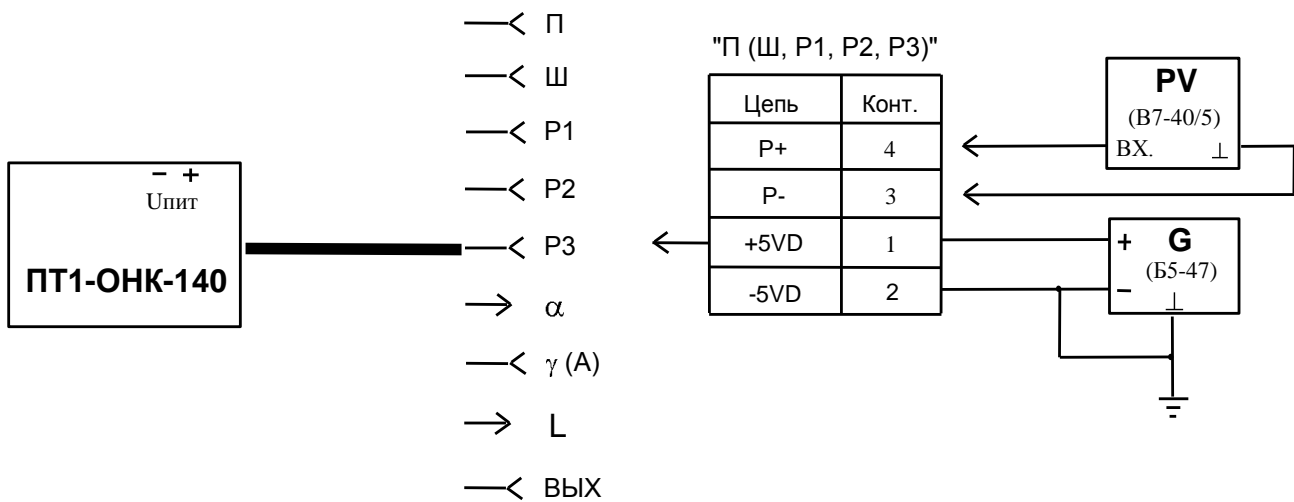 − +
Uпит
ПТ1-ОНК-140
П
Ш
Р1
Р2
Р3
α
γ (А)
L
ВЫХ
"П (Ш, Р1, Р2, Р3)"
Цепь Конт.
Р+ 4
Р- 3
+5VD 1
-5VD 2
PV
(В7-40/5)
ВХ. ⊥
+ G
(Б5-47)
− ⊥